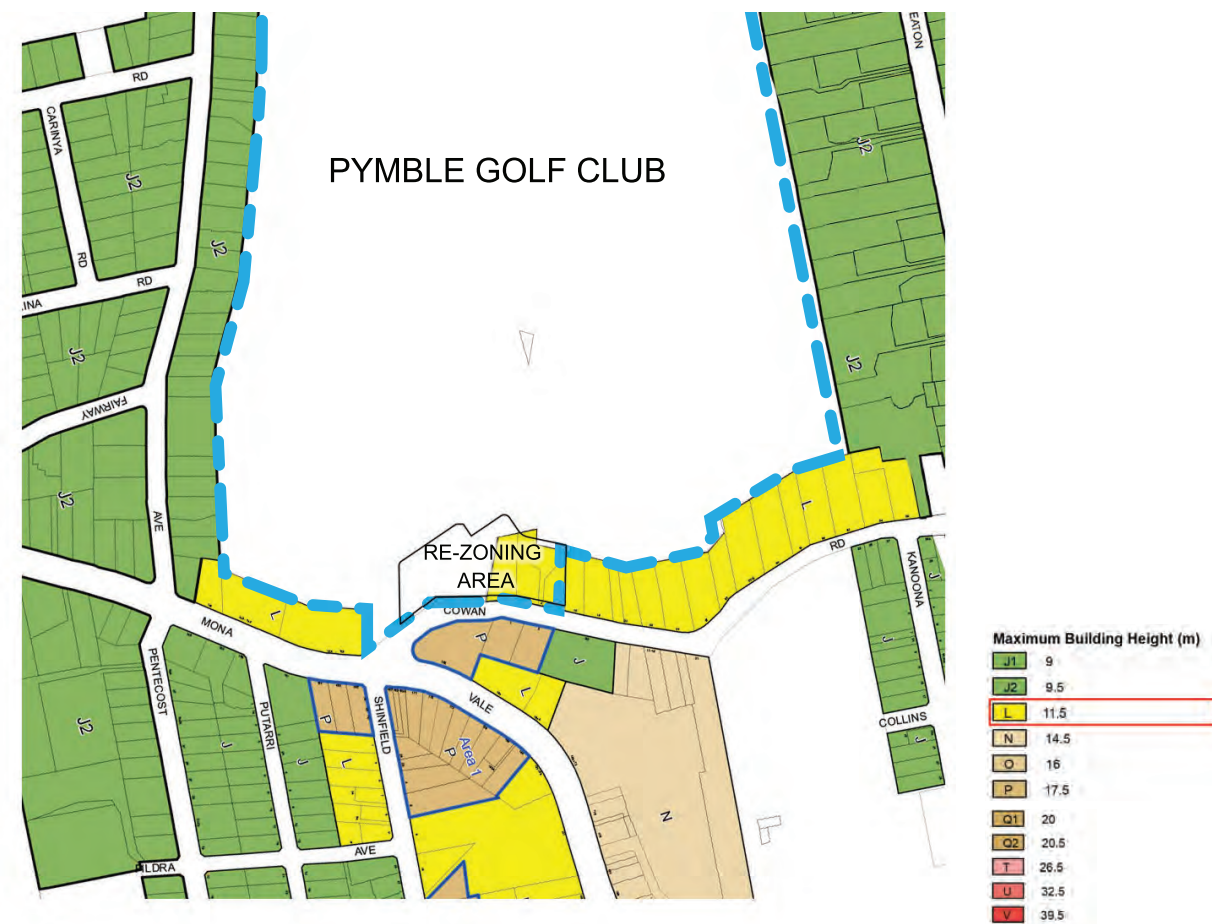 EATON
RD
CARINYA
J2
J2
PYMBLE GOLF CLUB
J2
RD
RD
INA
J2
J2
FAIRWAY
J2
AVE
L
RE-ZONING
AREA
RD
KANOONA
J
COWAN
L
MONA
P
J
J
N
PENTECOST
VALE
L
SHINFIELD
P
PUTARRI
J2
J
J
L
Area 1
P
COLLINS
J
N
AVE
ILDRA
Maximum Building Height (m)
J1 9
J2 9.5
L 11.5
N 14.5
O 16
P 17.5
Q1 20
Q2 20.5
T 26.5
U 32.5
V 39.5